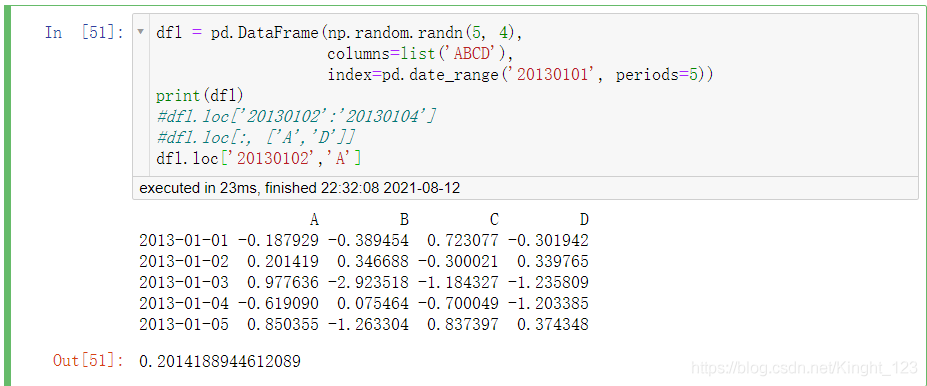 In [51]: df1 = pd.DataFrame(np.random.randn(5, 4),
columns=list('ABCD'),
index=pd.date_range('20130101', periods=5))
print(df1)
#df1.loc['20130102':'20130104']
#df1.loc[:, ['A','D']]
df1.loc['20130102','A']
executed in 23ms, finished 22:32:08 2021-08-12
A B C D
2013-01-01 -0.187929 -0.389454 0.723077 -0.301942
2013-01-02 0.201419 0.346688 -0.300021 0.339765
2013-01-03 0.977636 -2.923518 -1.184327 -1.235809
2013-01-04 -0.619090 0.075464 -0.700049 -1.203385
2013-01-05 0.850355 -1.263304 0.837397 0.374348
Out[51]: 0.2014188944612089
https://blog.csdn.net/Kinght_123